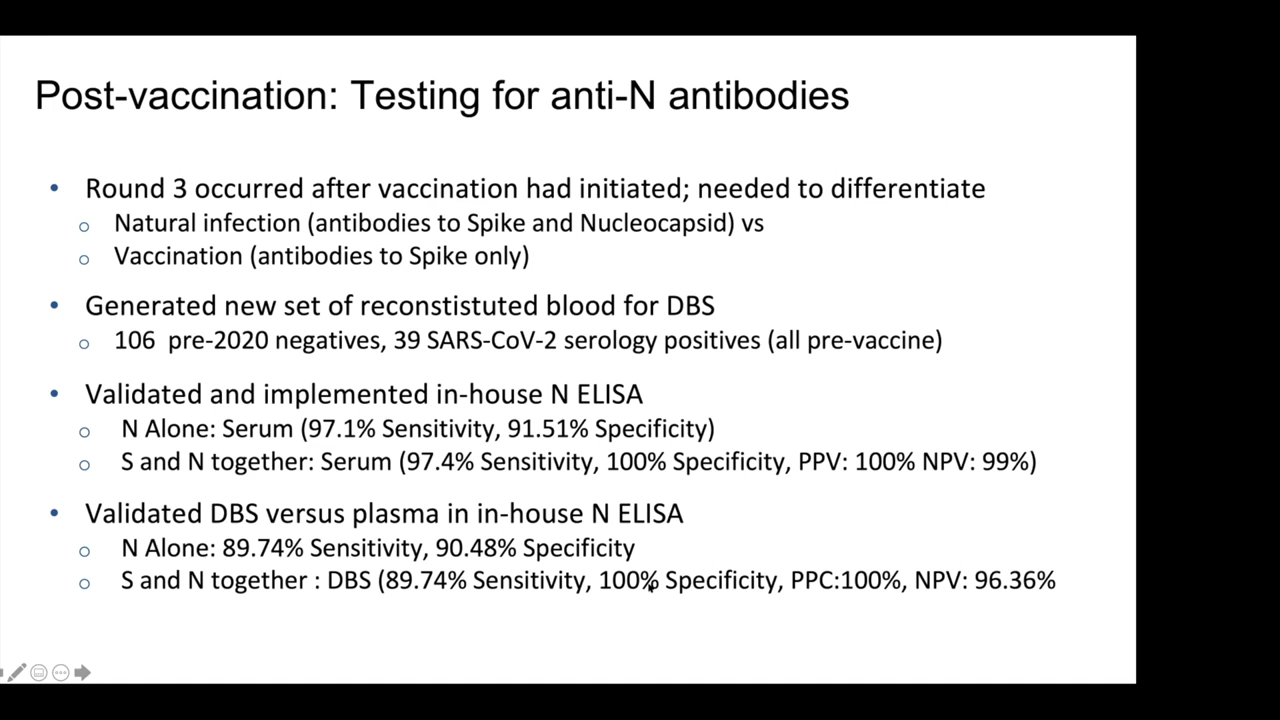 Post-vaccination: Testing for anti-N antibodies
• Round 3 occurred after vaccination had initiated; needed to differentiate
o Natural infection (antibodies to Spike and Nucleocapsid) vs
o Vaccination (antibodies to Spike only)
• Generated new set of reconstistuted blood for DBS
o 106 pre-2020 negatives, 39 SARS-CoV-2 serology positives (all pre-vaccine)
• Validated and implemented in-house N ELISA
o N Alone: Serum (97.1% Sensitivity, 91.51% Specificity)
o S and N together: Serum (97.4% Sensitivity, 100% Specificity, PPV: 100% NPV: 99%)
• Validated DBS versus plasma in in-house N ELISA
o N Alone: 89.74% Sensitivity, 90.48% Specificity
o S and N together : DBS (89.74% Sensitivity, 100% Specificity, PPC:100%, NPV: 96.36%